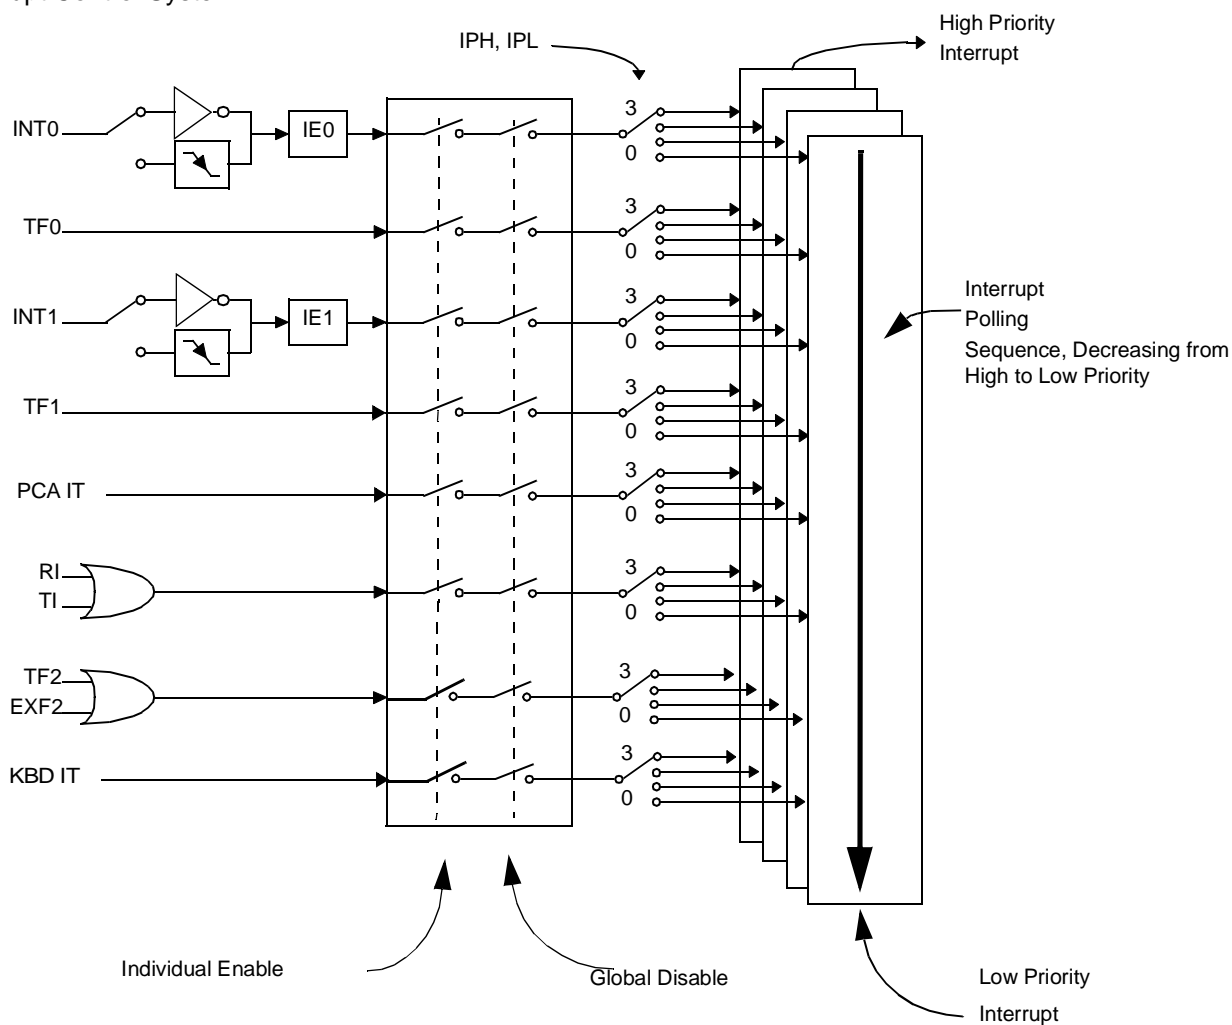 IPH, IPL
High Priority
Interrupt
INT0
IE0
3
0
TF0
3
0
INT1
IE1
3
0
Interrupt
Polling
Sequence, Decreasing from
High to Low Priority
TF1
3
0
PCA IT
3
0
RI
TI
3
0
TF2
EXF2
3
0
KBD IT
3
0
Individual Enable
Global Disable
Low Priority
Interrupt